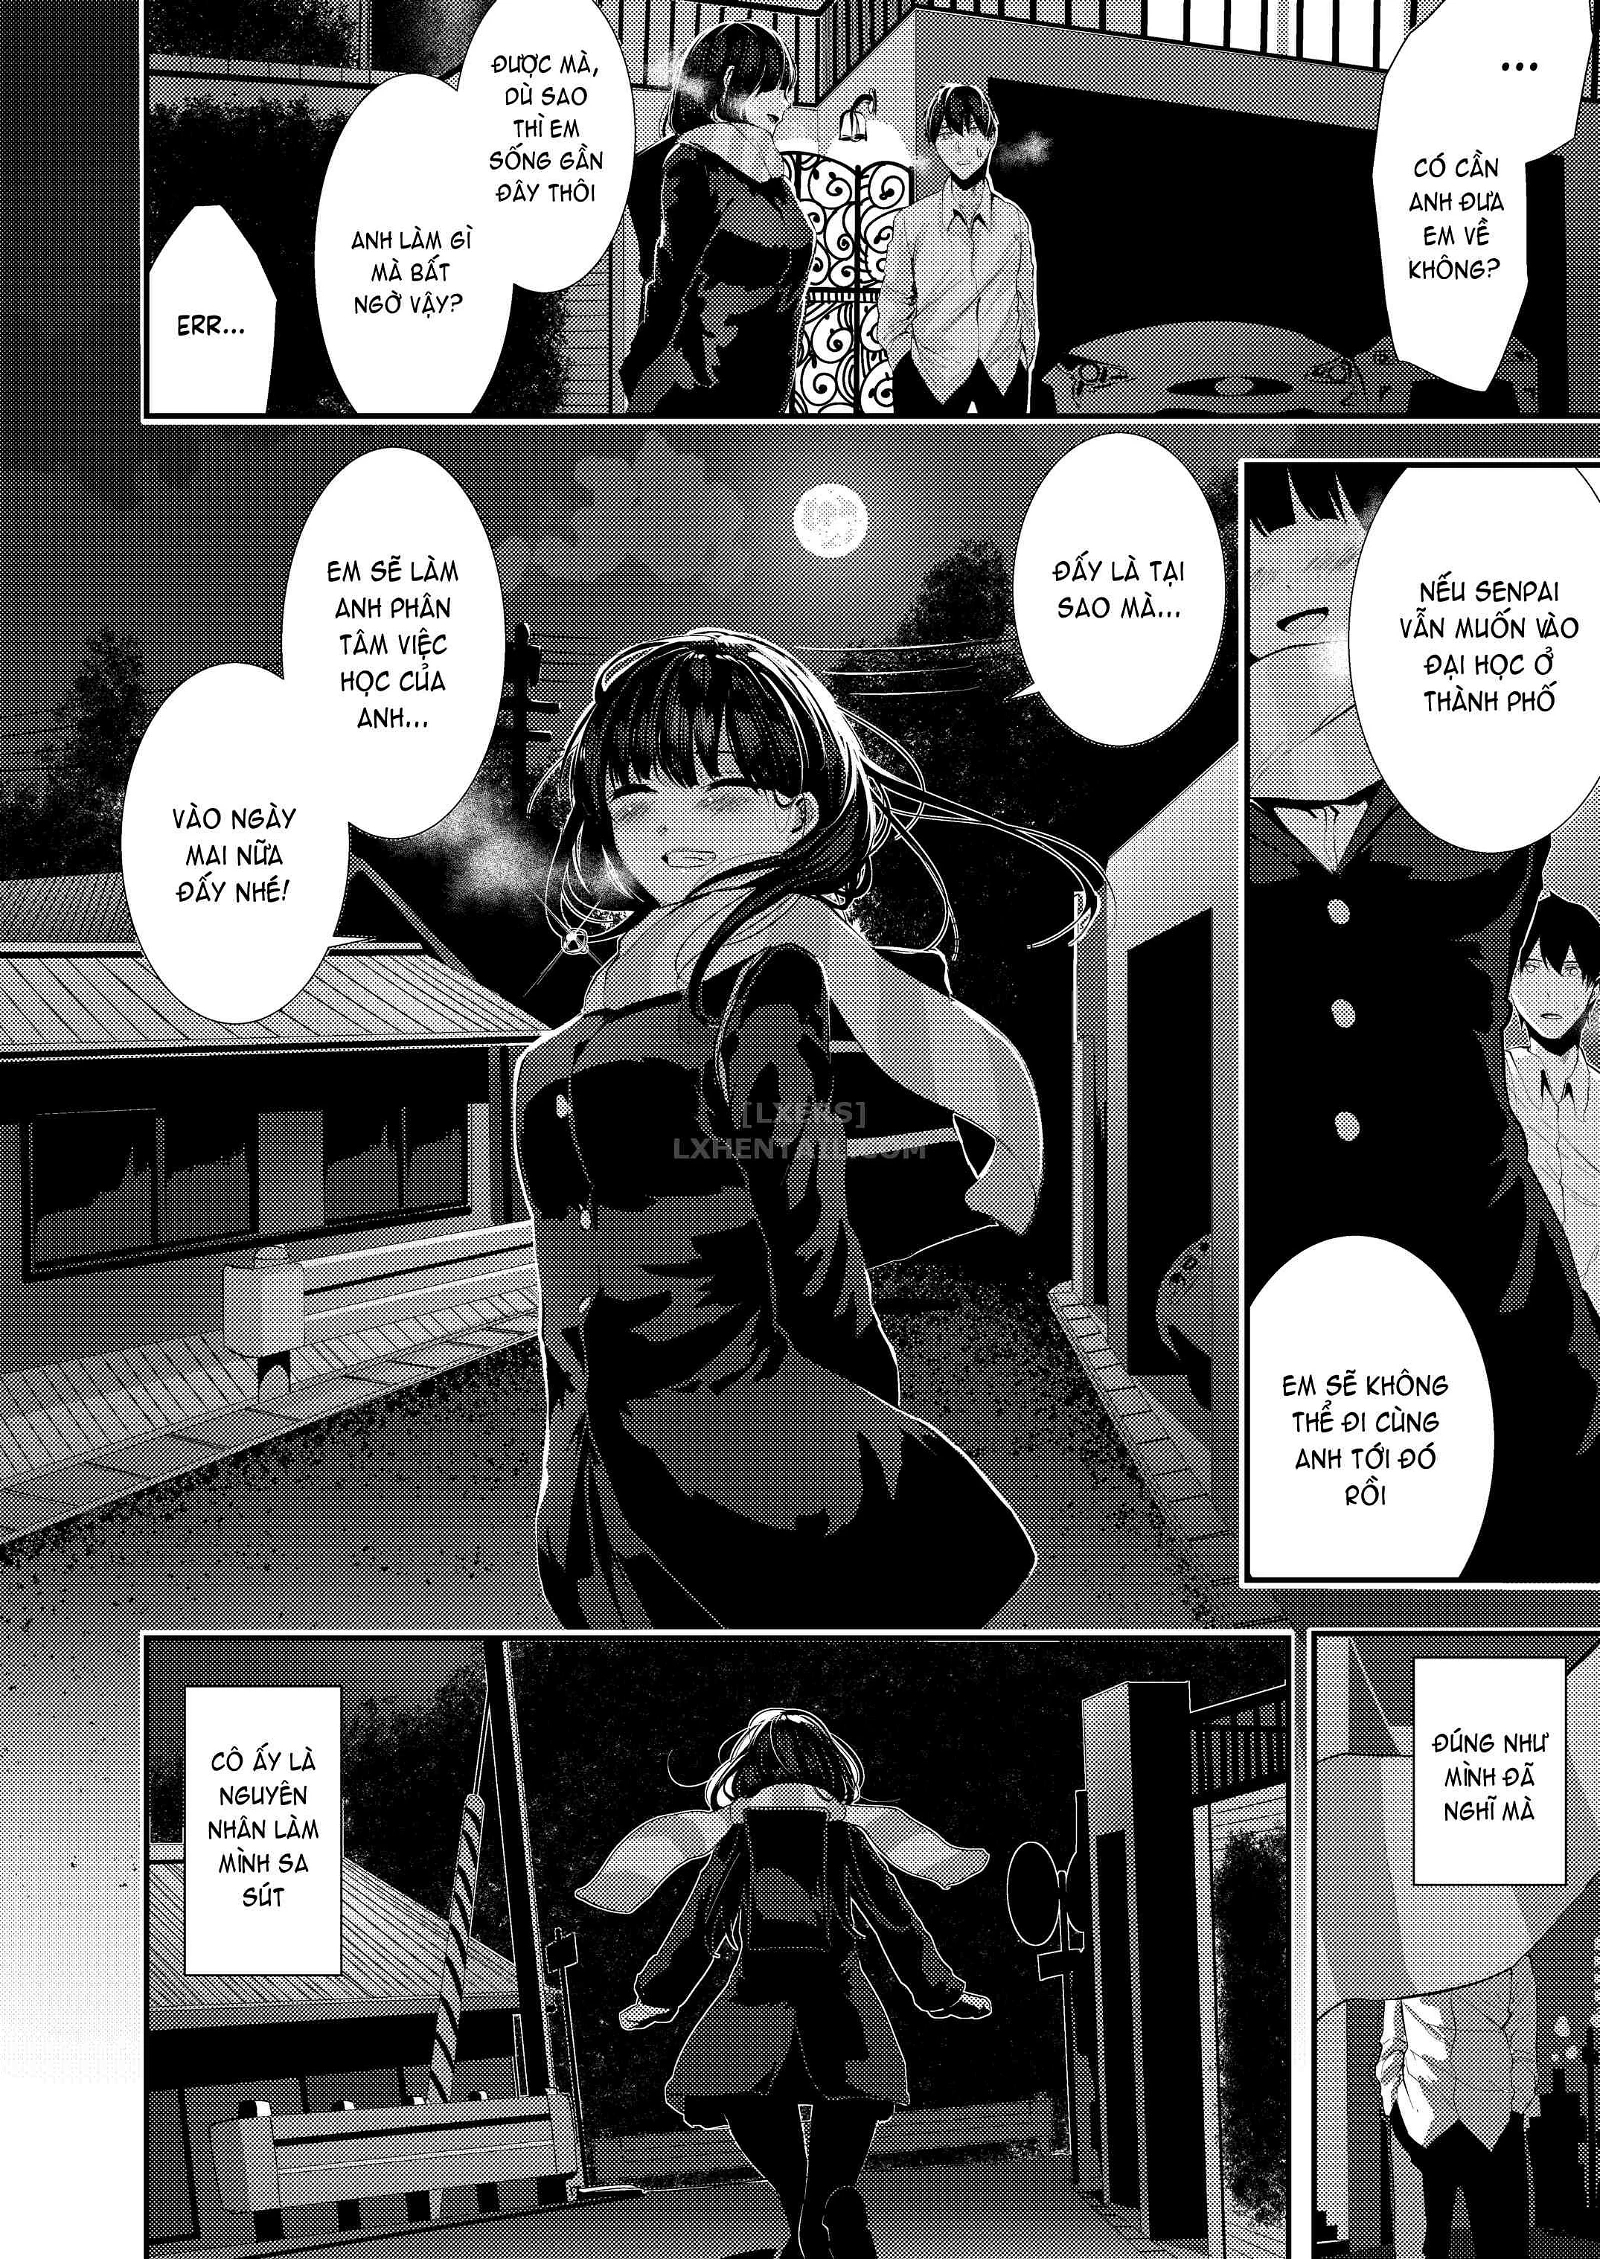 ...
CÓ CẦN
ANH ĐƯA
EM VỀ
KHÔNG?
ĐƯỢC MÀ,
DÙ SAO
THÌ EM
SỐNG GẦN
ĐÂY THÔI
ANH LÀM GÌ
MÀ BẤT
NGỜ VẬY?
ERR...
NẾU SENPAI
VẪN MUỐN VÀO
ĐẠI HỌC Ở
THÀNH PHỐ
EM SẼ KHÔNG
THỂ ĐI CÙNG
ANH TỚI ĐÓ
RỒI
ĐẤY LÀ TẠI
SAO MÀ...
EM SẼ LÀM
ANH PHÂN
TÂM VIỆC
HỌC CỦA
ANH...
VÀO NGÀY
MAI NỮA
ĐẤY NHÉ!
ĐÚNG NHƯ
MÌNH ĐÃ
NGHĨ MÀ
CÔ ẤY LÀ
NGUYÊN
NHÂN LÀM
MÌNH SA
SÚT